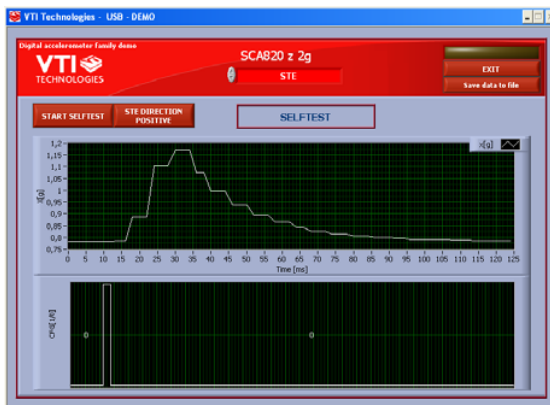 VTI Technologies - USB - DEMO
Digital accelerometer family demo
VTI
TECHNOLOGIES
SCA820 z 2g
STE
EXIT
Save data to file
START SELFTEST
STE DIRECTION
POSITIVE
SELFTEST
X[g]
X[g]
1,2
1,15
1,1
1,05
1
0,95
0,9
0,85
0,8
0,75
0 5 10 15 20 25 30 35 40 45 50 55 60 65 70 75 80 85 90 95 100 105 110 115 120 125
Time [ms]
0
0